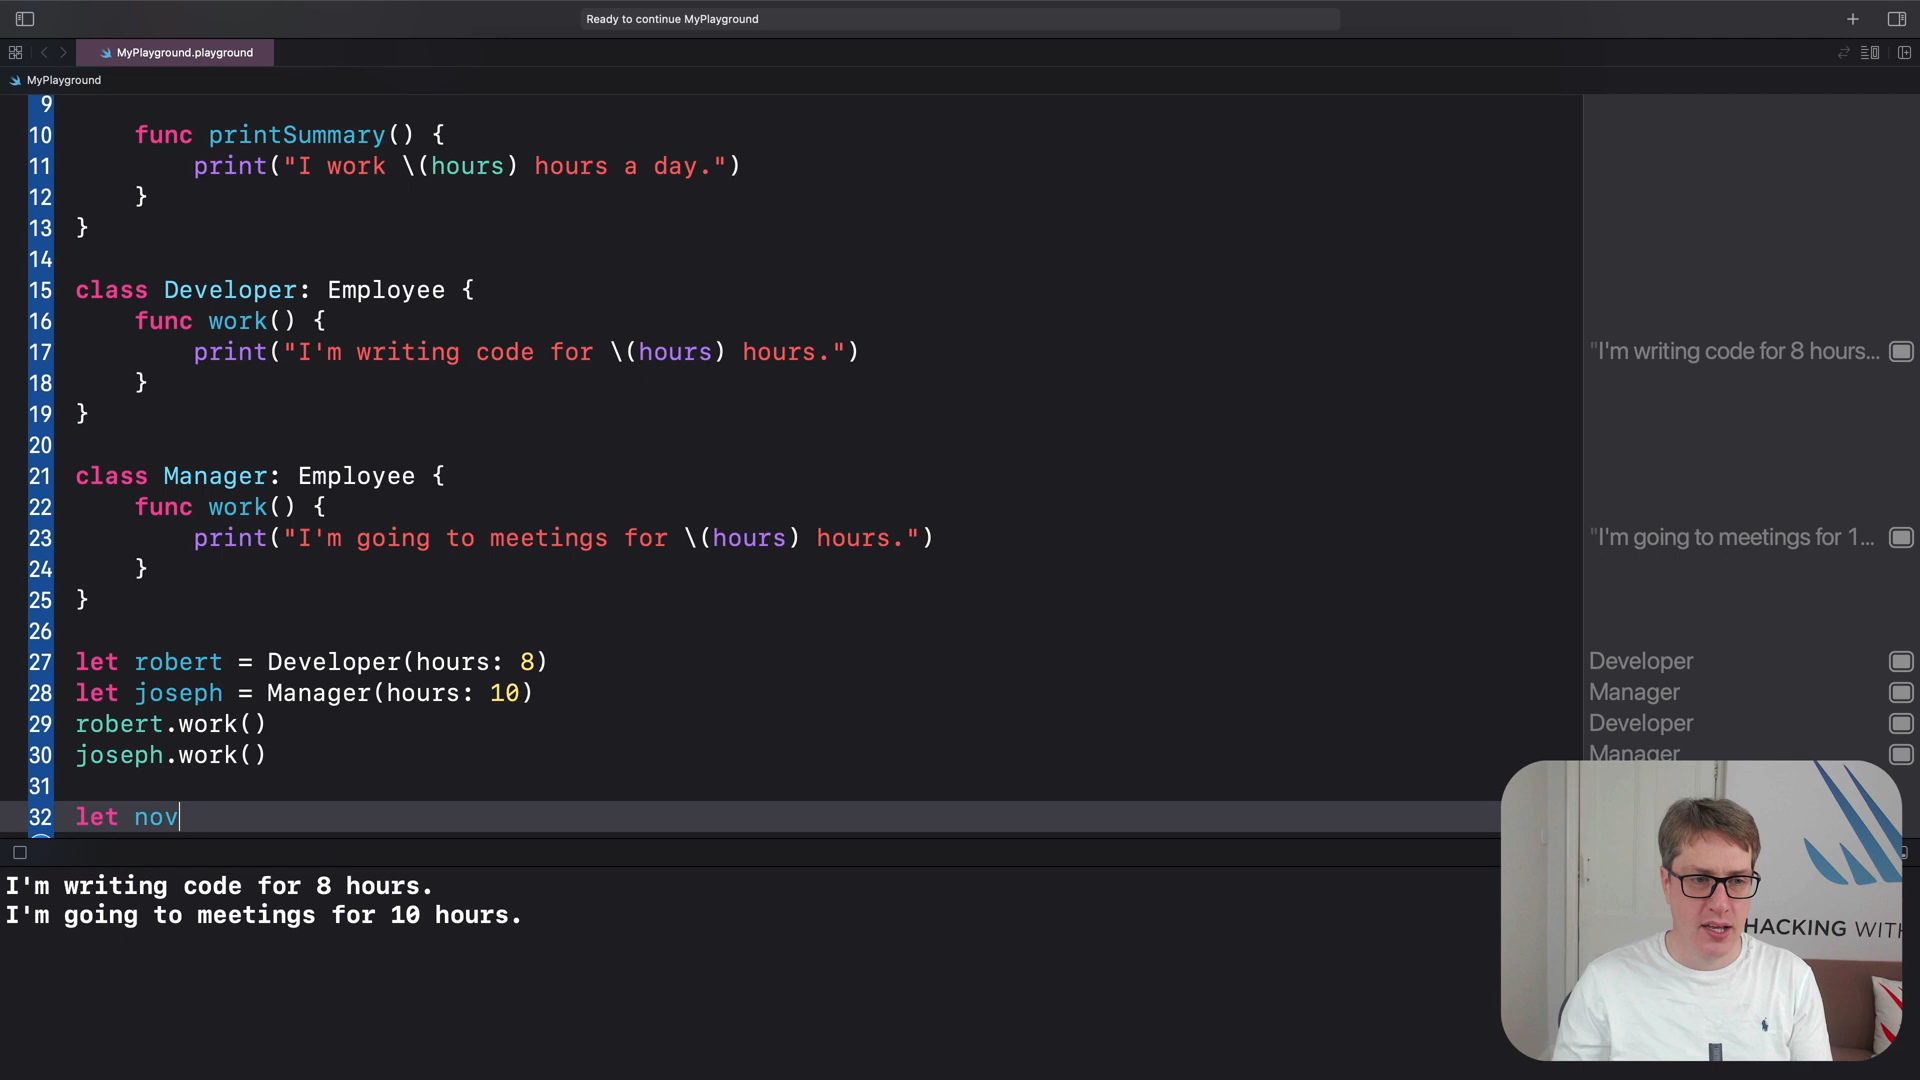 Ready to continue MyPlayground
MyPlayground.playground
MyPlayground
9
10 func printSummary() {
11 print("I work \(hours) hours a day.")
12 }
13 }
14
15 class Developer: Employee {
16 func work() {
17 print("I'm writing code for \(hours) hours.") "I'm writing code for 8 hours...
18 }
19 }
20
21 class Manager: Employee {
22 func work() {
23 print("I'm going to meetings for \(hours) hours.") "I'm going to meetings for 1...
24 }
25 }
26
27 let robert = Developer(hours: 8) Developer
28 let joseph = Manager(hours: 10) Manager
29 robert.work() Developer
30 joseph.work() Manager
31
32 let nov
I'm writing code for 8 hours.
I'm going to meetings for 10 hours.
HACKING WITH